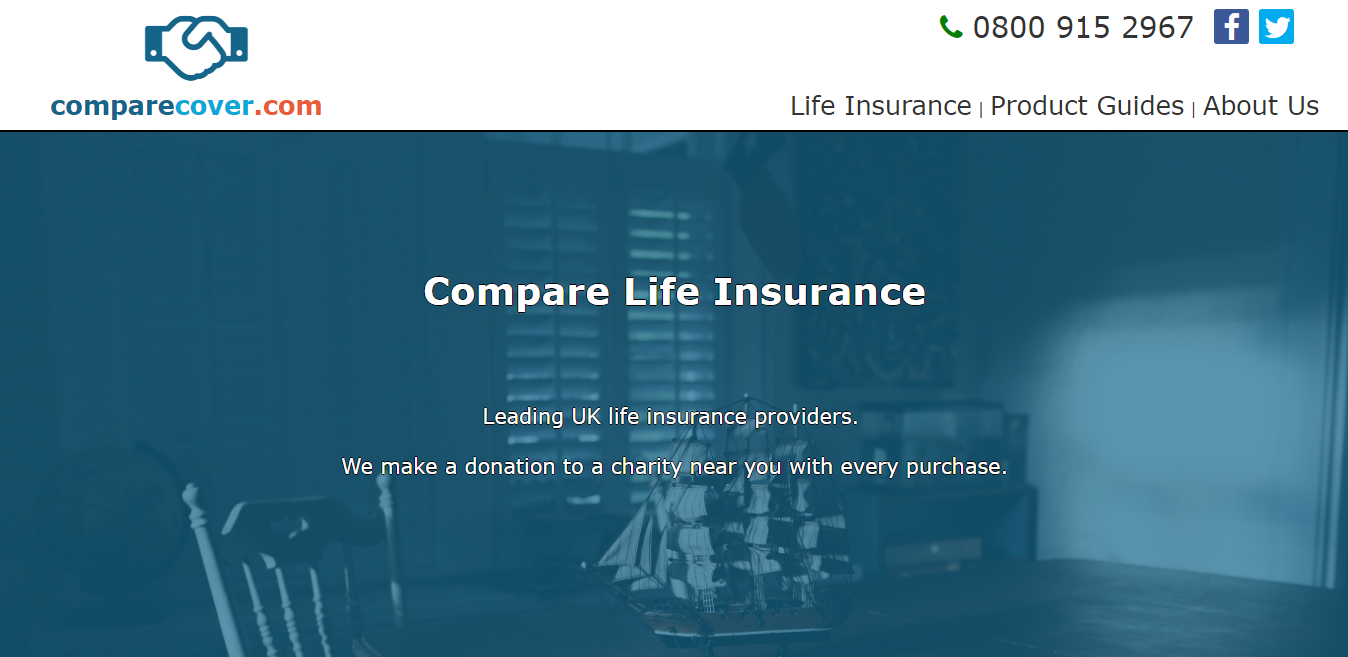 0800 915 2967
comparecover.com
Life Insurance | Product Guides | About Us
Compare Life Insurance
Leading UK life insurance providers.
We make a donation to a charity near you with every purchase.